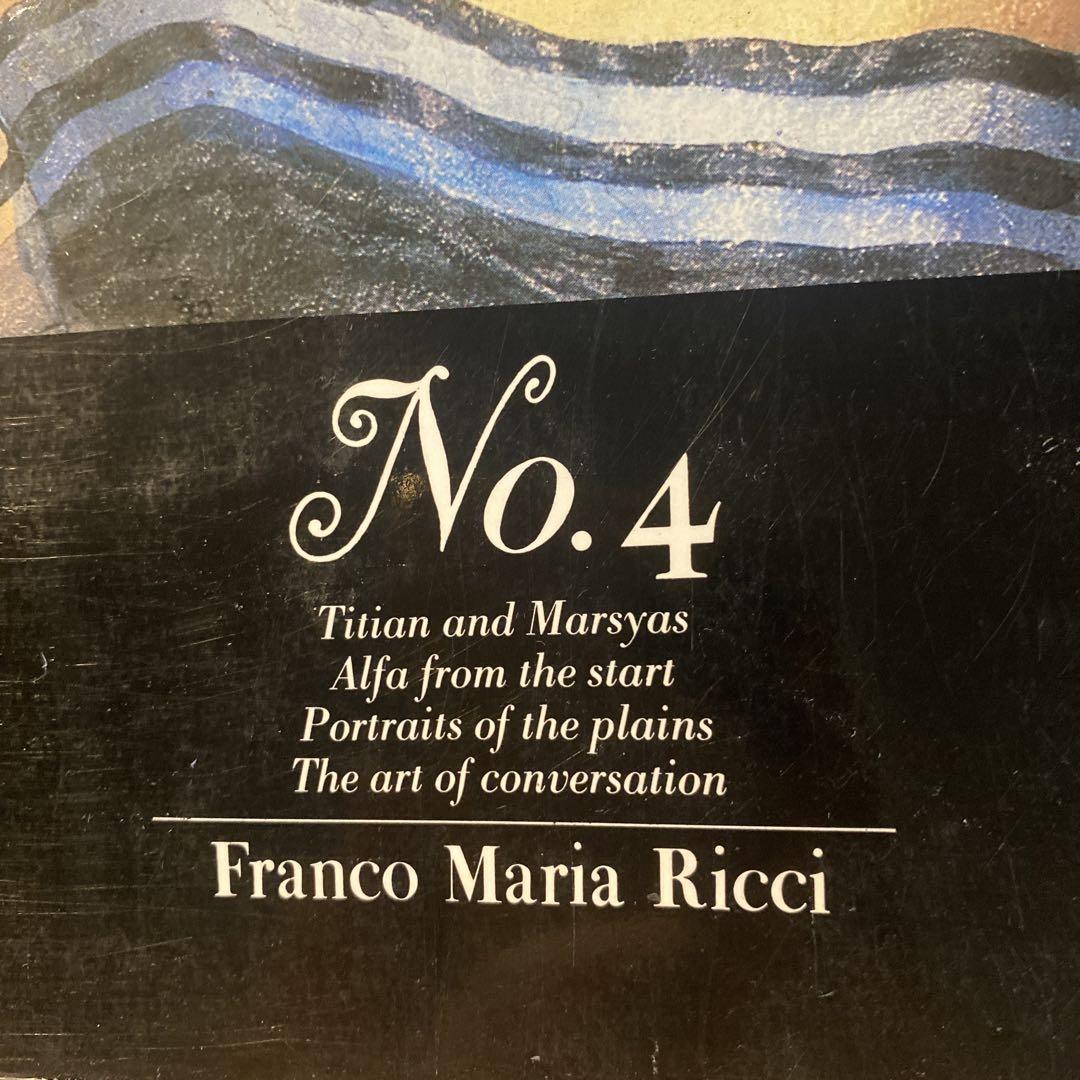 No. 4
Titian and Marsyas
Alfa from the start
Portraits of the plains
The art of conversation
Franco Maria Ricci